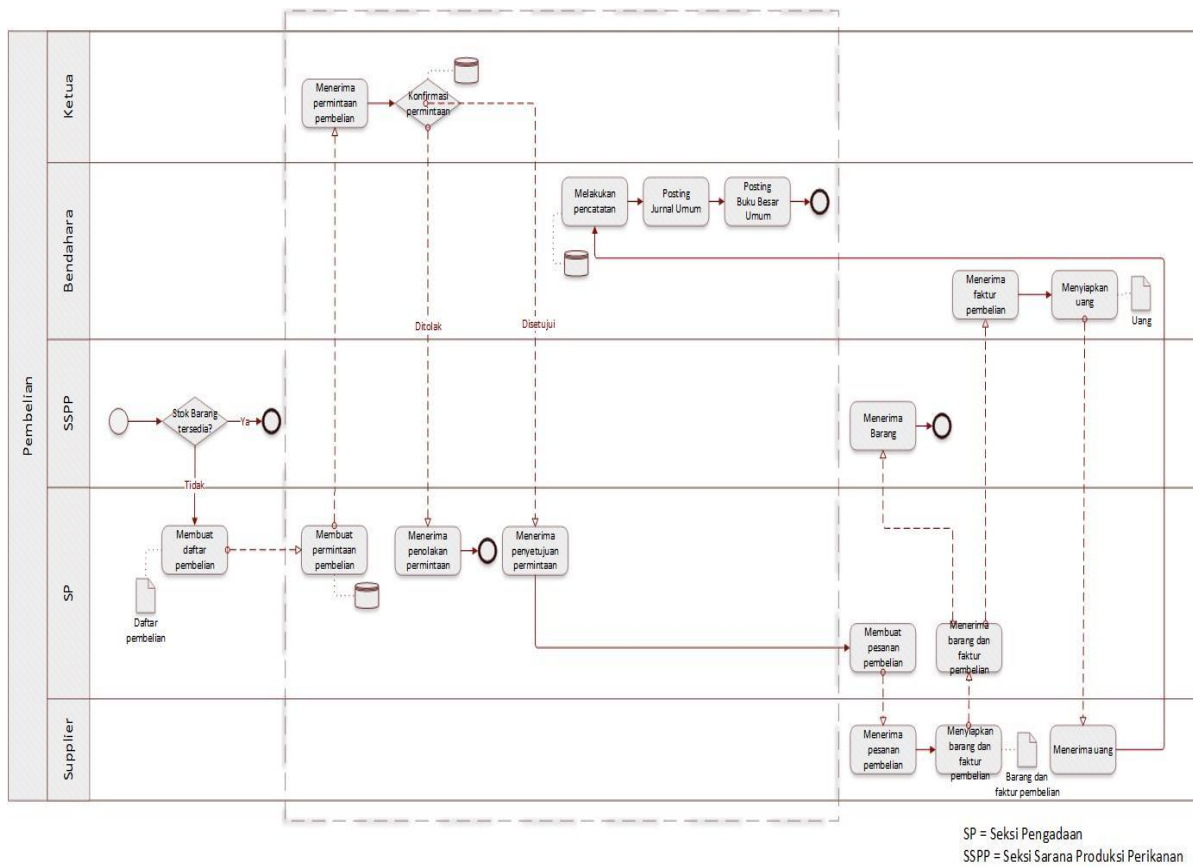 Pembelian
Ketua
Menerima
permintaan
pembelian
Konfirmasi
permintaan
Bendahara
Melakukan
pencatatan
Posting
Jurnal Umum
Posting
Buku Besar
Umum
Menerima
faktur
pembelian
Menyiapkan
uang
Uang
Ditolak
Disetujui
SSPP
Stok Barang
tersedia?
Ya
Tidak
Menerima
Barang
SP
Membuat
daftar
pembelian
Daftar
pembelian
Membuat
permintaan
pembelian
Menerima
penolakan
permintaan
Menerima
penyetujuan
permintaan
Membuat
pesanan
pembelian
Menerima
barang dan
faktur
pembelian
Supplier
Menerima
pesanan
pembelian
Menyiapkan
barang dan
faktur
pembelian
Barang dan
faktur pembelian
Menerima uang
SP = Seksi Pengadaan
SSPP = Seksi Sarana Produksi Perikanan